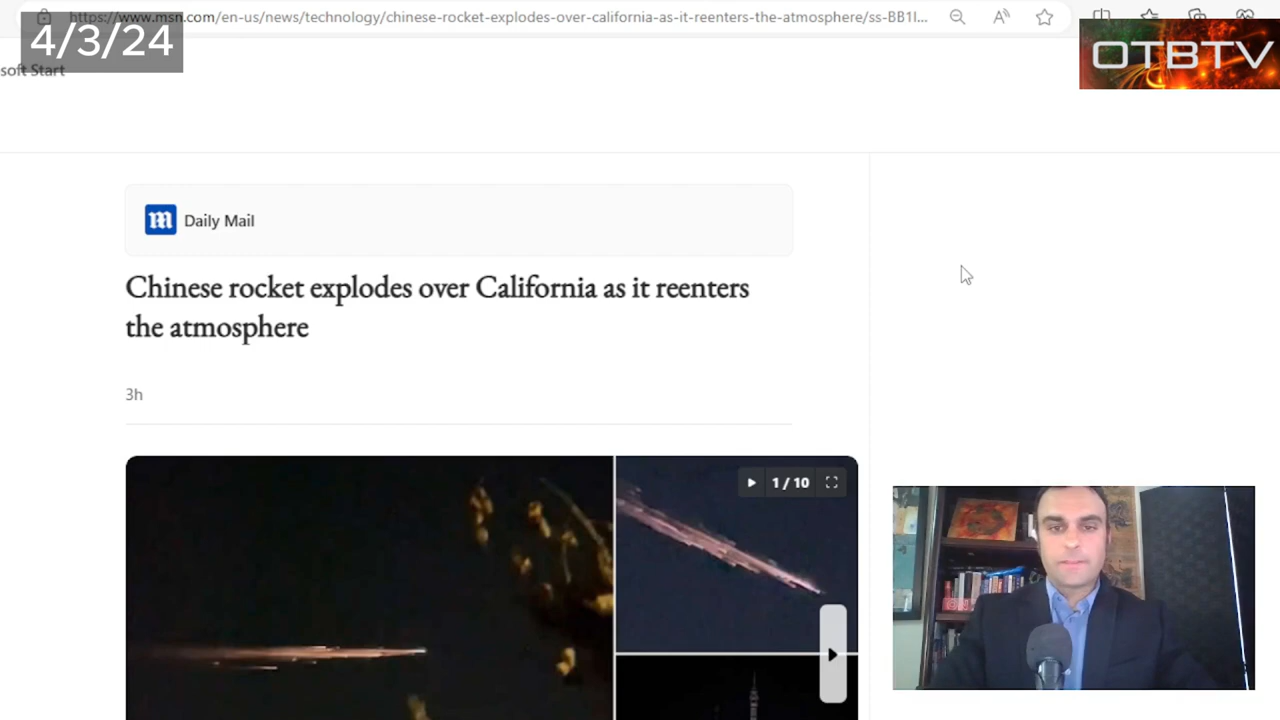 https://www.msn.com/en-us/news/technology/chinese-rocket-explodes-over-california-as-it-reenters-the-atmosphere/ss-BB1l...
4/3/24
OTBTV
soft Start
m
Daily Mail
Chinese rocket explodes over California as it reenters
the atmosphere
3h
1 / 10